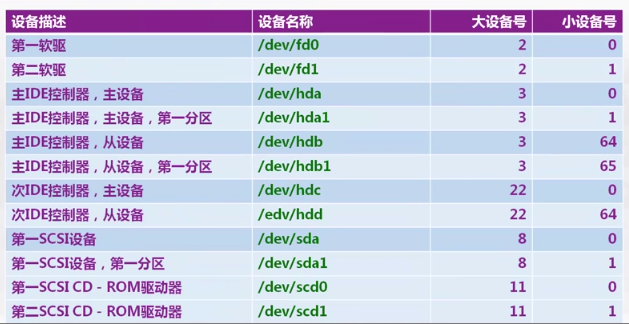 设备描述 设备名称 大设备号 小设备号
第一软驱 /dev/fd0 2 0
第二软驱 /dev/fd1 2 1
主IDE控制器，主设备 /dev/hda 3 0
主IDE控制器，主设备，第一分区 /dev/hda1 3 1
主IDE控制器，从设备 /dev/hdb 3 64
主IDE控制器，从设备，第一分区 /dev/hdb1 3 65
次IDE控制器，主设备 /dev/hdc 22 0
次IDE控制器，从设备 /edv/hdd 22 64
第一SCSI设备 /dev/sda 8 0
第一SCSI设备，第一分区 /dev/sda1 8 1
第一SCSI CD - ROM驱动器 /dev/scd0 11 0
第二SCSI CD - ROM驱动器 /dev/scd1 11 1